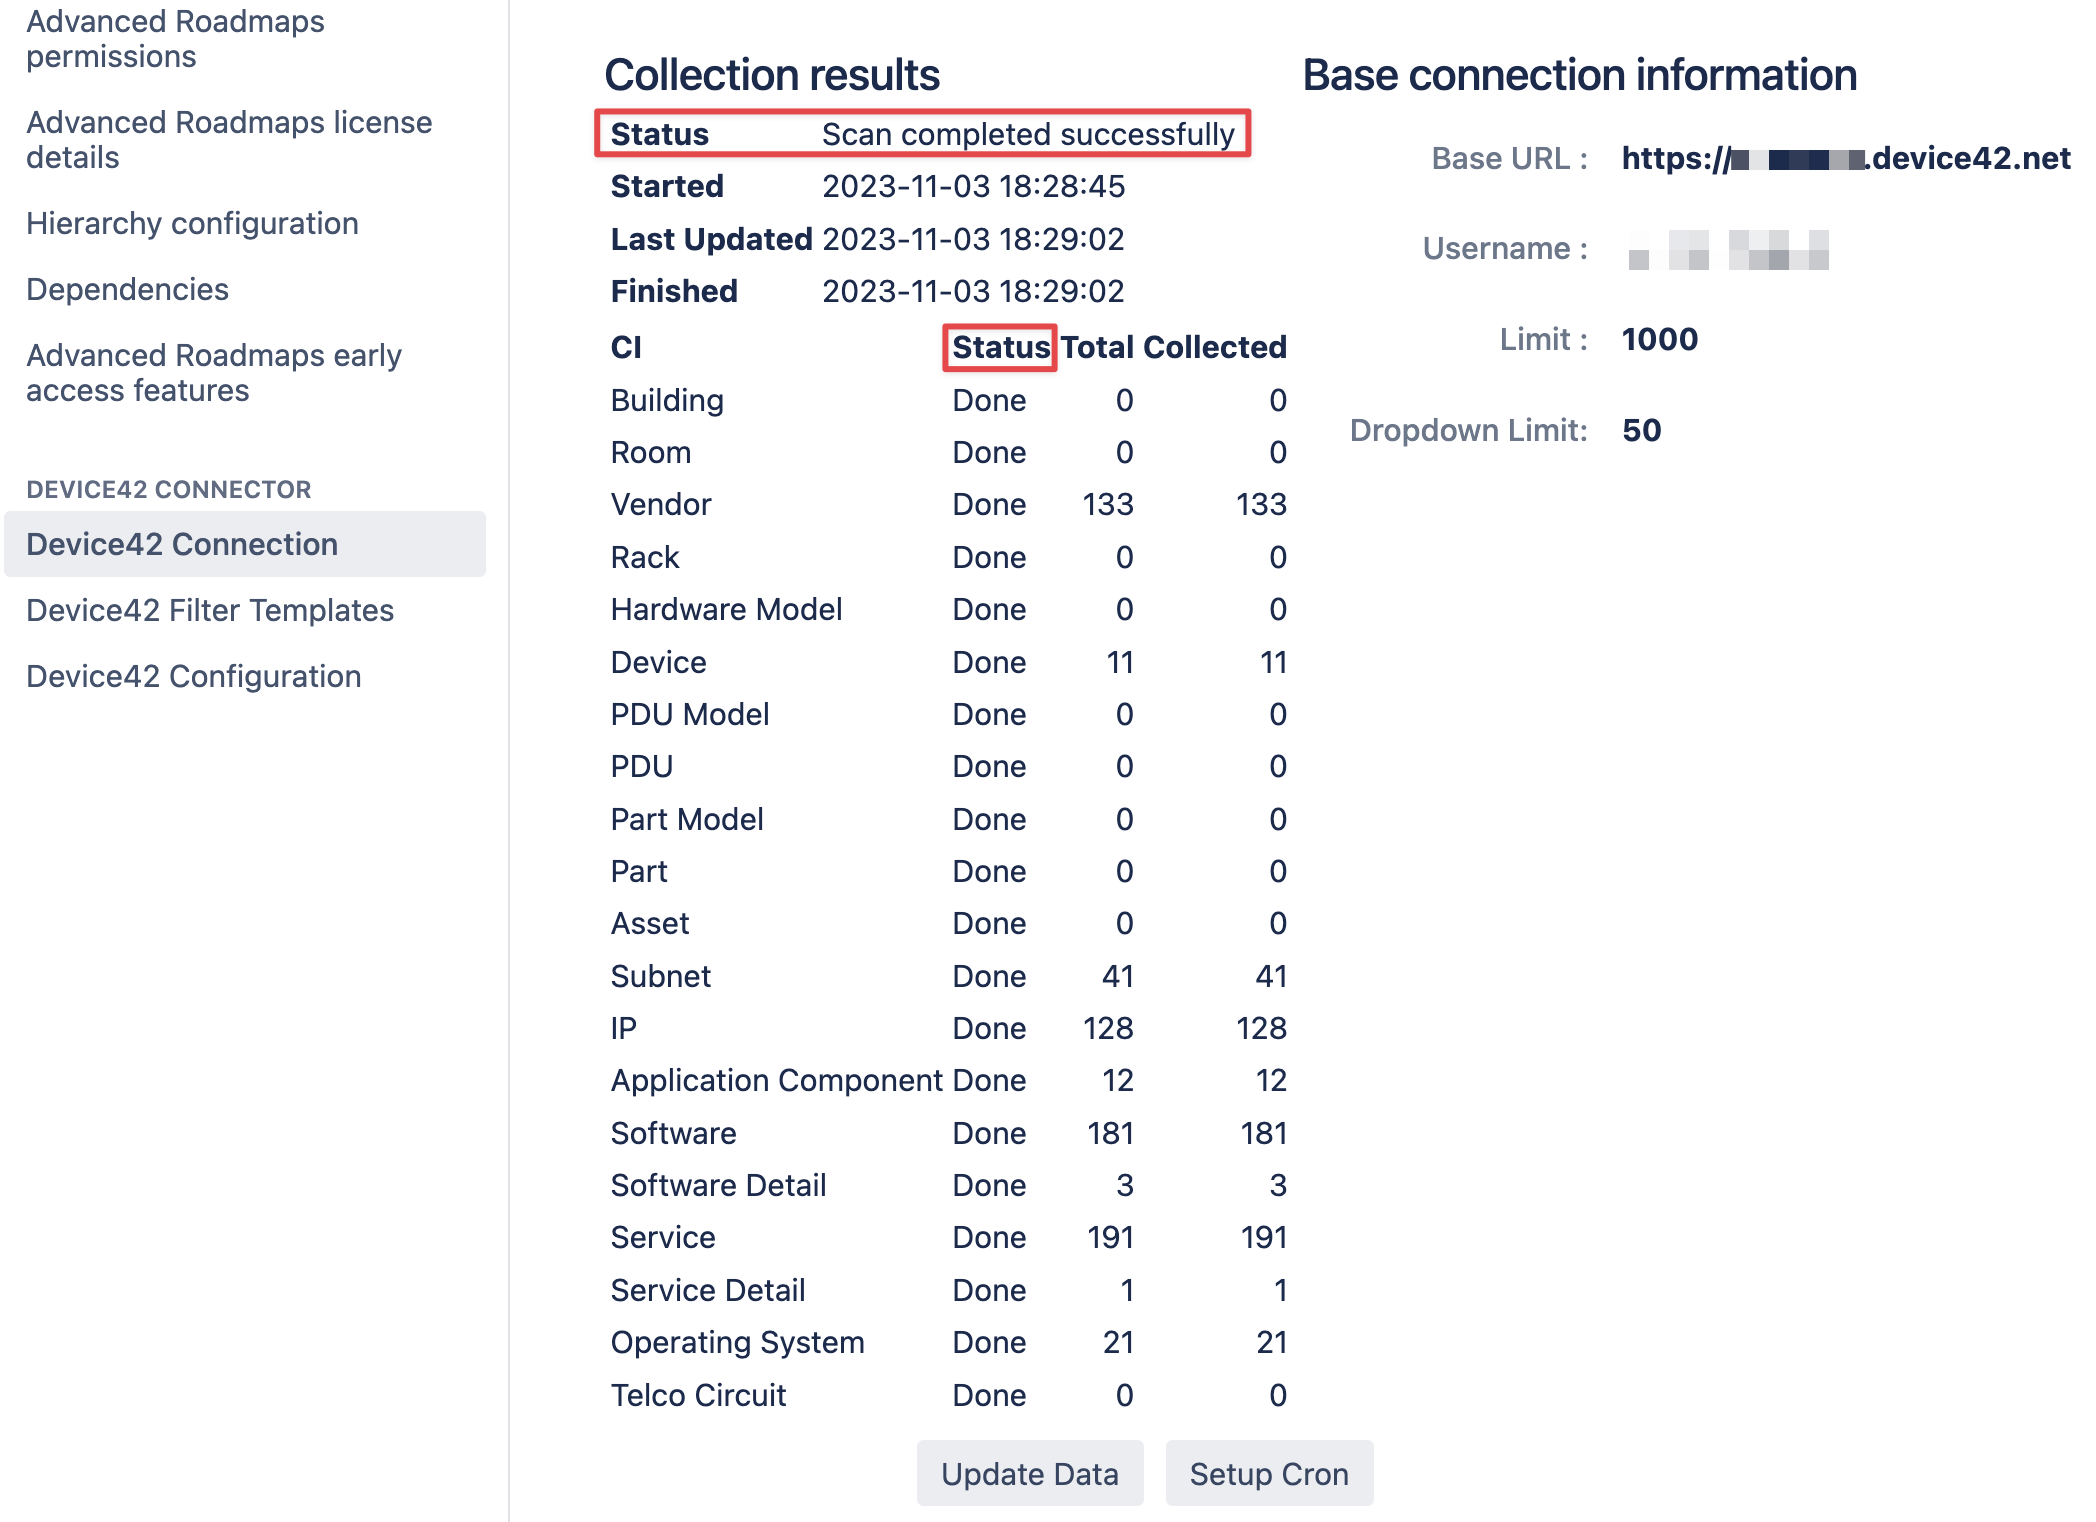 Advanced Roadmaps
permissions
Advanced Roadmaps license
details
Hierarchy configuration
Dependencies
Advanced Roadmaps early
access features
DEVICE42 CONNECTOR
Device42 Connection
Device42 Filter Templates
Device42 Configuration
Collection results
Status Scan completed successfully
Started 2023-11-03 18:28:45
Last Updated 2023-11-03 18:29:02
Finished 2023-11-03 18:29:02
CI Status Total Collected
Building Done 0 0
Room Done 0 0
Vendor Done 133 133
Rack Done 0 0
Hardware Model Done 0 0
Device Done 11 11
PDU Model Done 0 0
PDU Done 0 0
Part Model Done 0 0
Part Done 0 0
Asset Done 0 0
Subnet Done 41 41
IP Done 128 128
Application Component Done 12 12
Software Done 181 181
Software Detail Done 3 3
Service Done 191 191
Service Detail Done 1 1
Operating System Done 21 21
Telco Circuit Done 0 0
Update Data Setup Cron
Base connection information
Base URL : https:// .device42.net
Username :
Limit : 1000
Dropdown Limit: 50